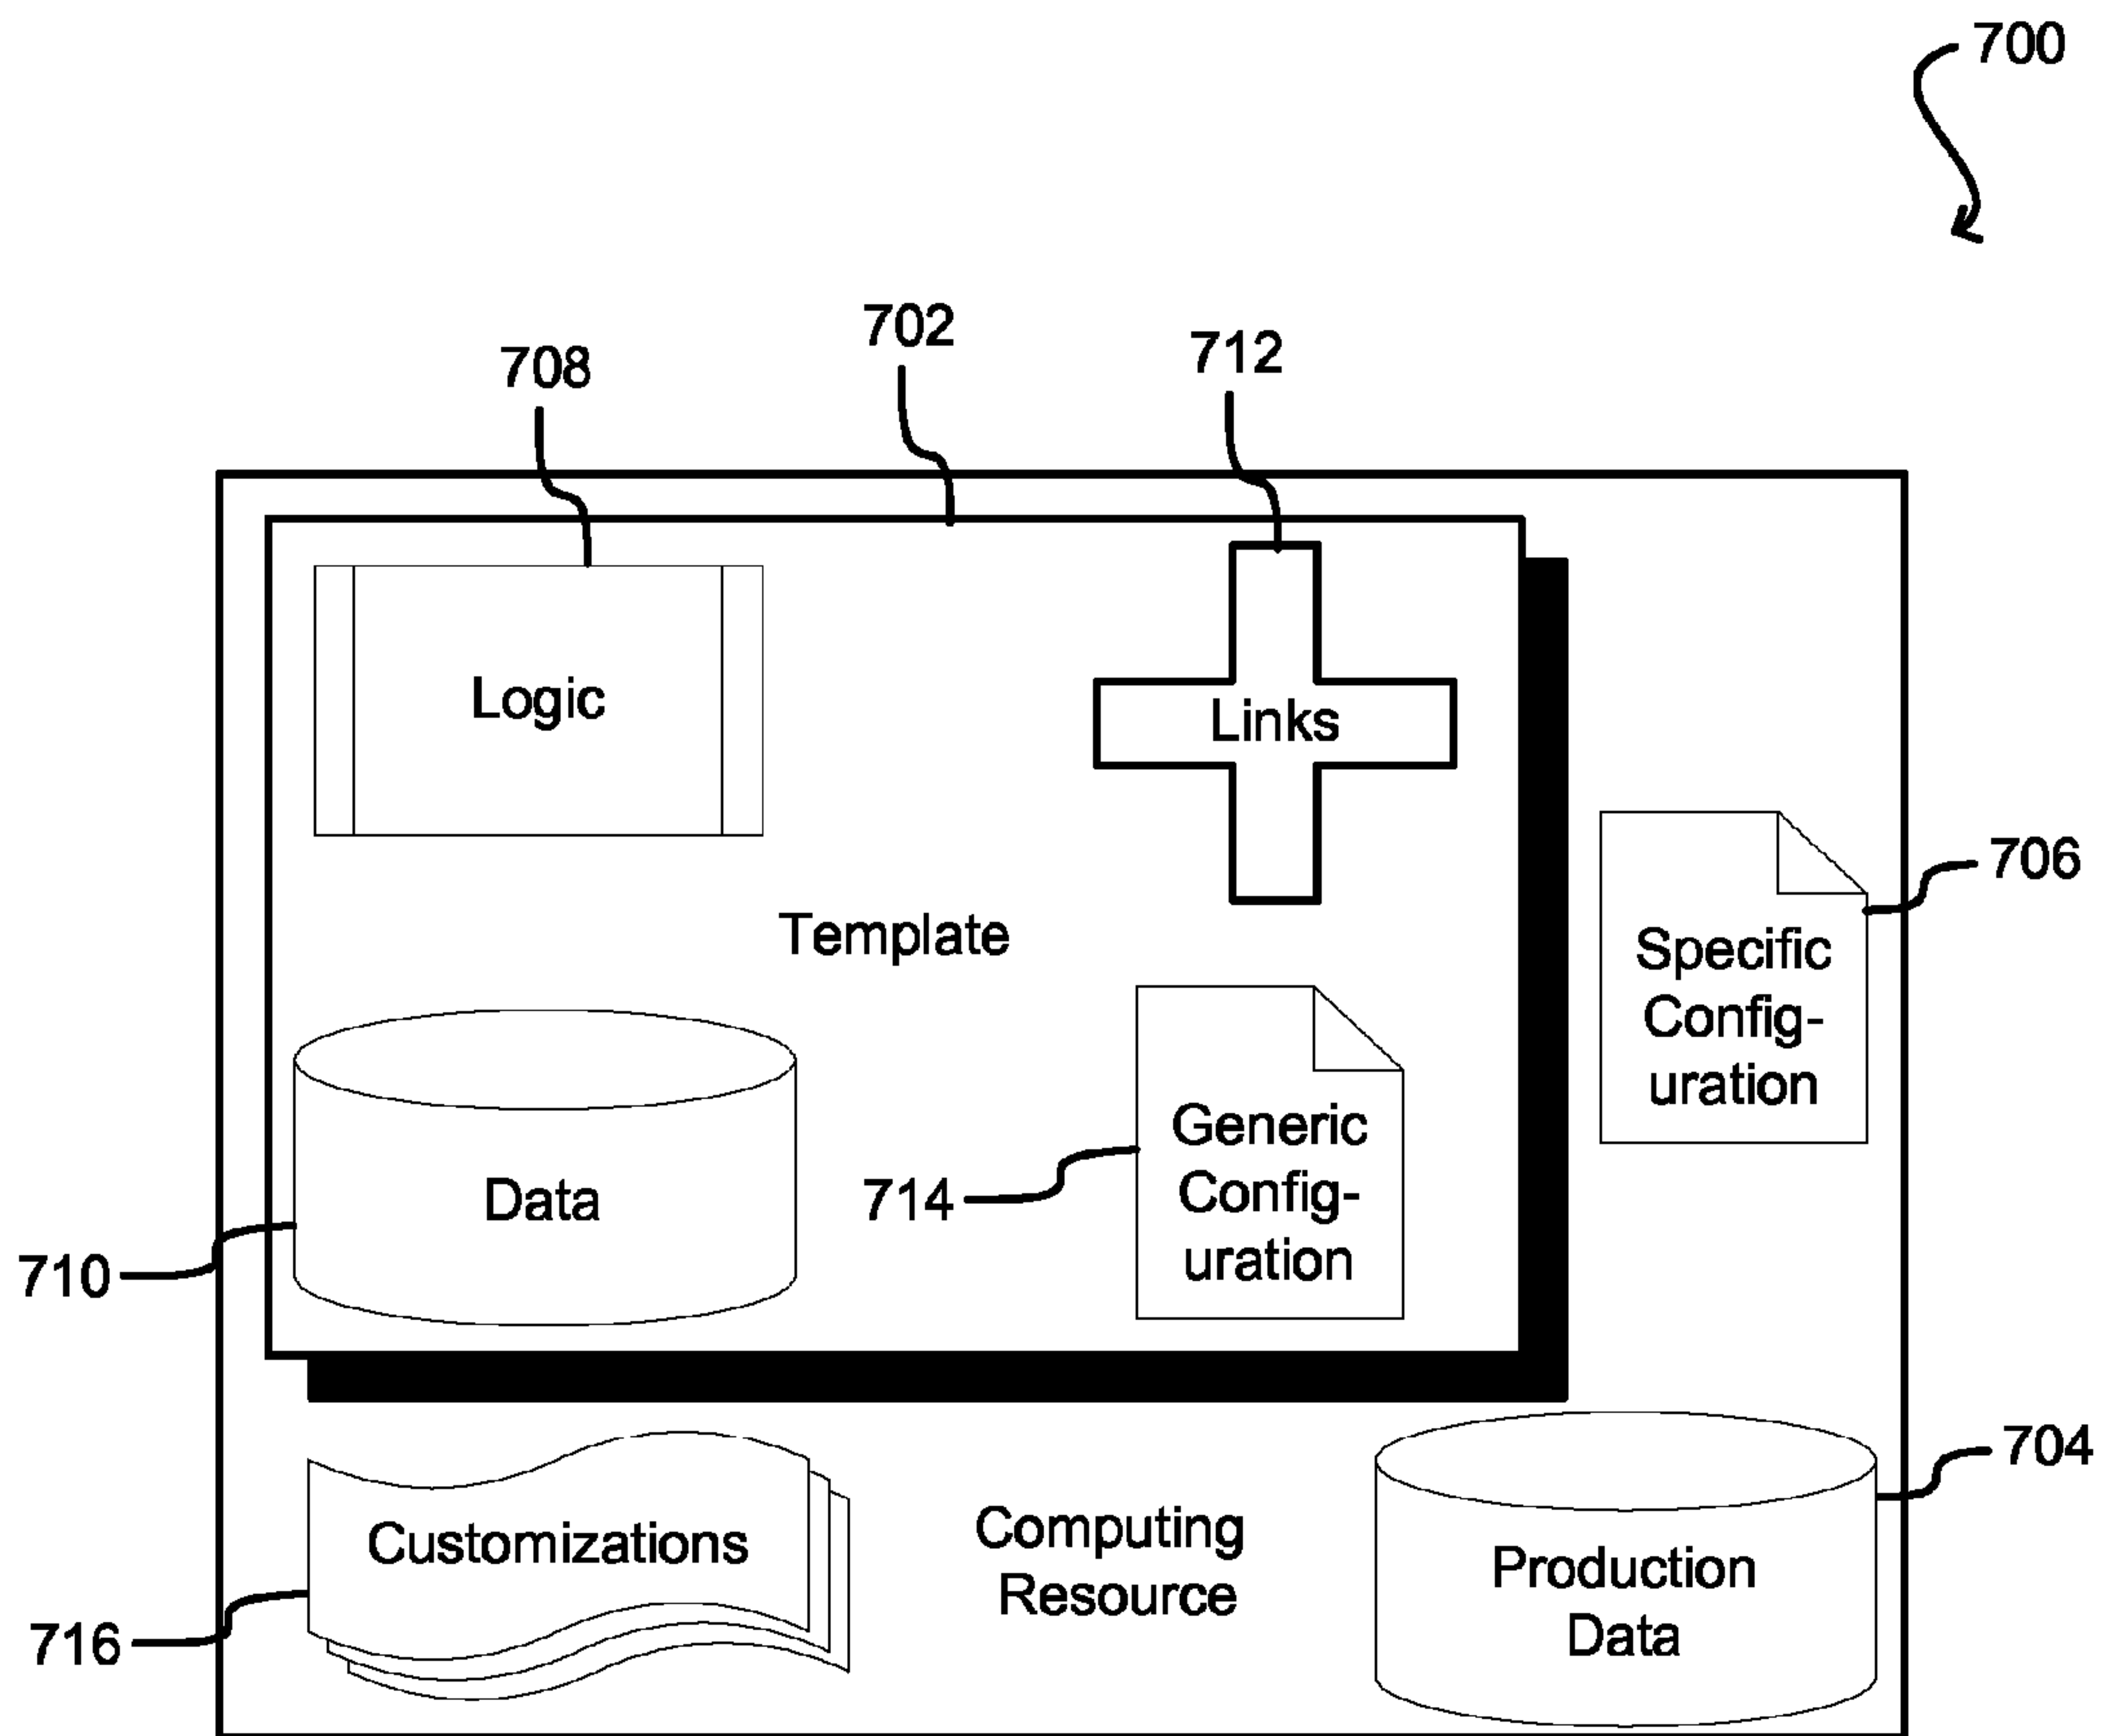 700
702
712
708
Logic
Links
706
Specific
Config-
uration
Template
Generic
Config-
uration
714
Data
710
704
Customizations
Computing
Resource
Production
Data
716